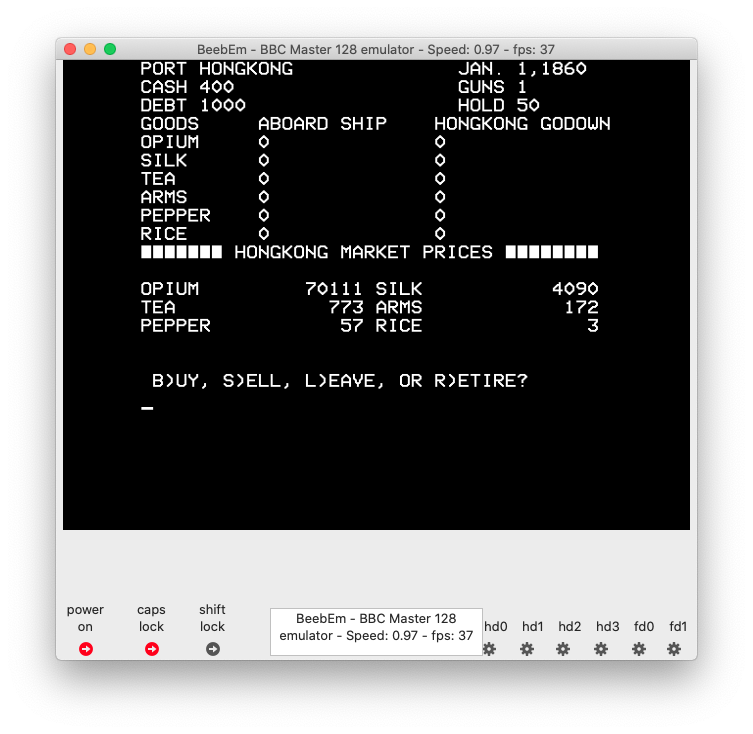 BeebEm - BBC Master 128 emulator - Speed: 0.97 - fps: 37
PORT HONGKONG JAN. 1,1860
CASH 400 GUNS 1
DEBT 1000 HOLD 50
GOODS ABOARD SHIP HONGKONG GODOWN
OPIUM 0 0
SILK 0 0
TEA 0 0
ARMS 0 0
PEPPER 0 0
RICE 0 0
■■■■■■■ HONGKONG MARKET PRICES ■■■■■■■■
OPIUM 70111 SILK 4090
TEA 773 ARMS 172
PEPPER 57 RICE 3
B)UY, S)ELL, L)EAVE, OR R)ETIRE?
_
power on
caps lock
shift lock
BeebEm - BBC Master 128
emulator - Speed: 0.97 - fps: 37
hd0 hd1 hd2 hd3 fd0 fd1